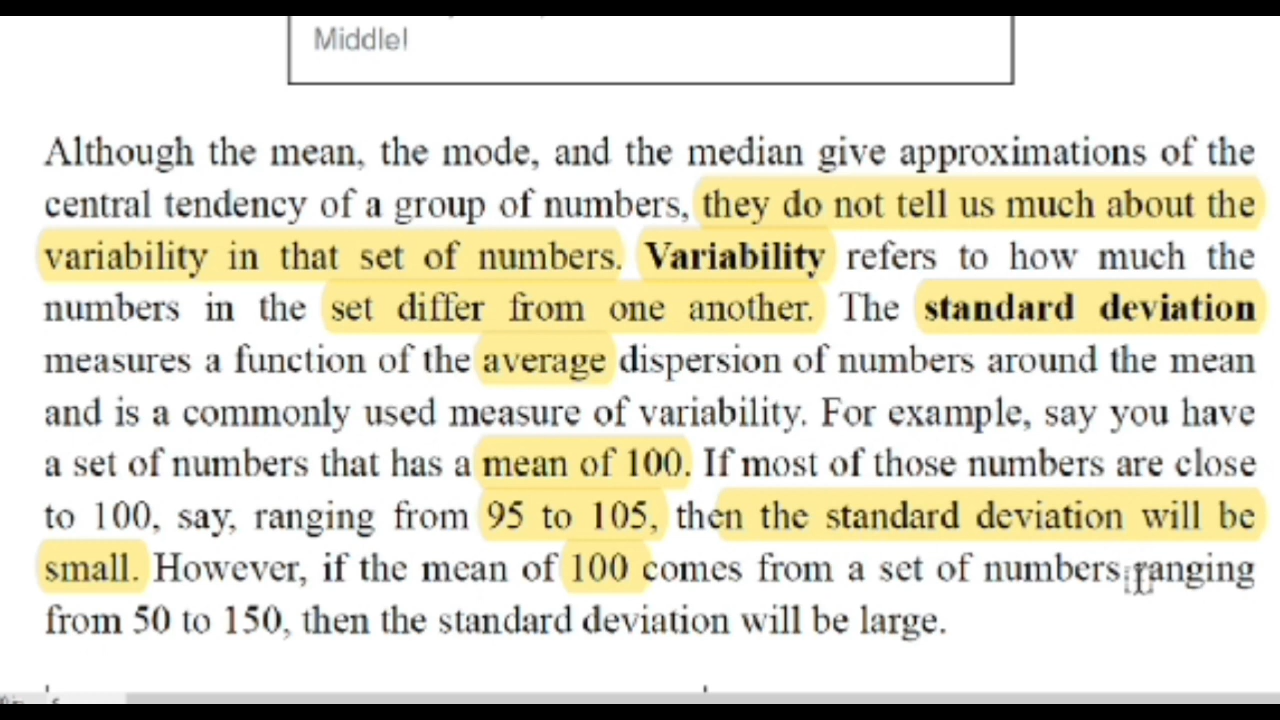 Middle!
Although the mean, the mode, and the median give approximations of the
central tendency of a group of numbers, they do not tell us much about the
variability in that set of numbers. Variability refers to how much the
numbers in the set differ from one another. The standard deviation
measures a function of the average dispersion of numbers around the mean
and is a commonly used measure of variability. For example, say you have
a set of numbers that has a mean of 100. If most of those numbers are close
to 100, say, ranging from 95 to 105, then the standard deviation will be
small. However, if the mean of 100 comes from a set of numbers ranging
from 50 to 150, then the standard deviation will be large.